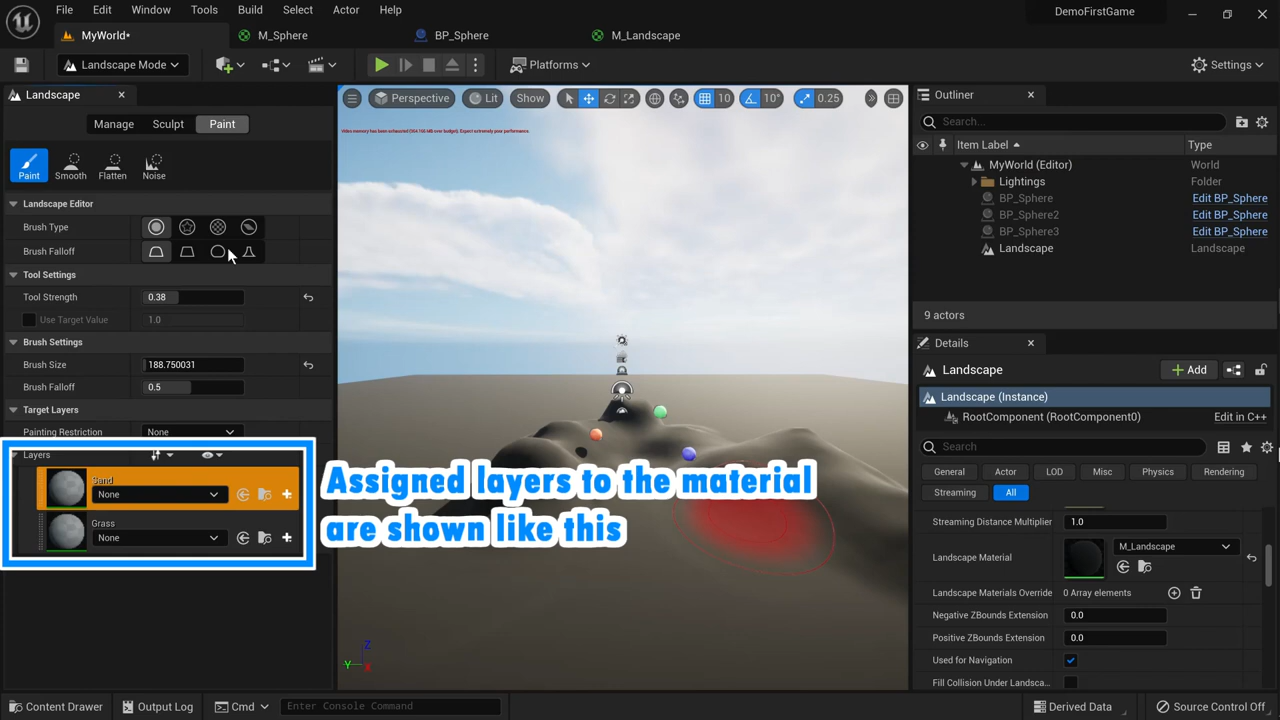 File Edit Window Tools Build Select Actor Help
DemoFirstGame
MyWorld*
M_Sphere
BP_Sphere
M_Landscape
Landscape Mode
Platforms
Settings
Landscape
Manage Sculpt Paint
Paint Smooth Flatten Noise
Landscape Editor
Brush Type
Brush Falloff
Tool Settings
Tool Strength 0.38
Use Target Value 1.0
Brush Settings
Brush Size 188.750031
Brush Falloff 0.5
Target Layers
Painting Restriction None
Layers
Sand
None
Grass
None
Perspective Lit Show 10 10° 0.25
Assigned layers to the material
are shown like this
Z
Y
X
Outliner
Search...
Item Label Type
MyWorld (Editor) World
Lightings Folder
BP_Sphere Edit BP_Sphere
BP_Sphere2 Edit BP_Sphere
BP_Sphere3 Edit BP_Sphere
Landscape Landscape
9 actors
Details
Landscape
Add
Landscape (Instance)
RootComponent (RootComponent0) Edit in C++
Search
General Actor LOD Misc Physics Rendering
Streaming All
Streaming Distance Multiplier 1.0
Landscape Material M_Landscape
Landscape Materials Override 0 Array elements
Negative ZBounds Extension 0.0
Positive ZBounds Extension 0.0
Used for Navigation
Fill Collision Under Landsca...
Content Drawer Output Log Cmd Enter Console Command Derived Data Source Control Off